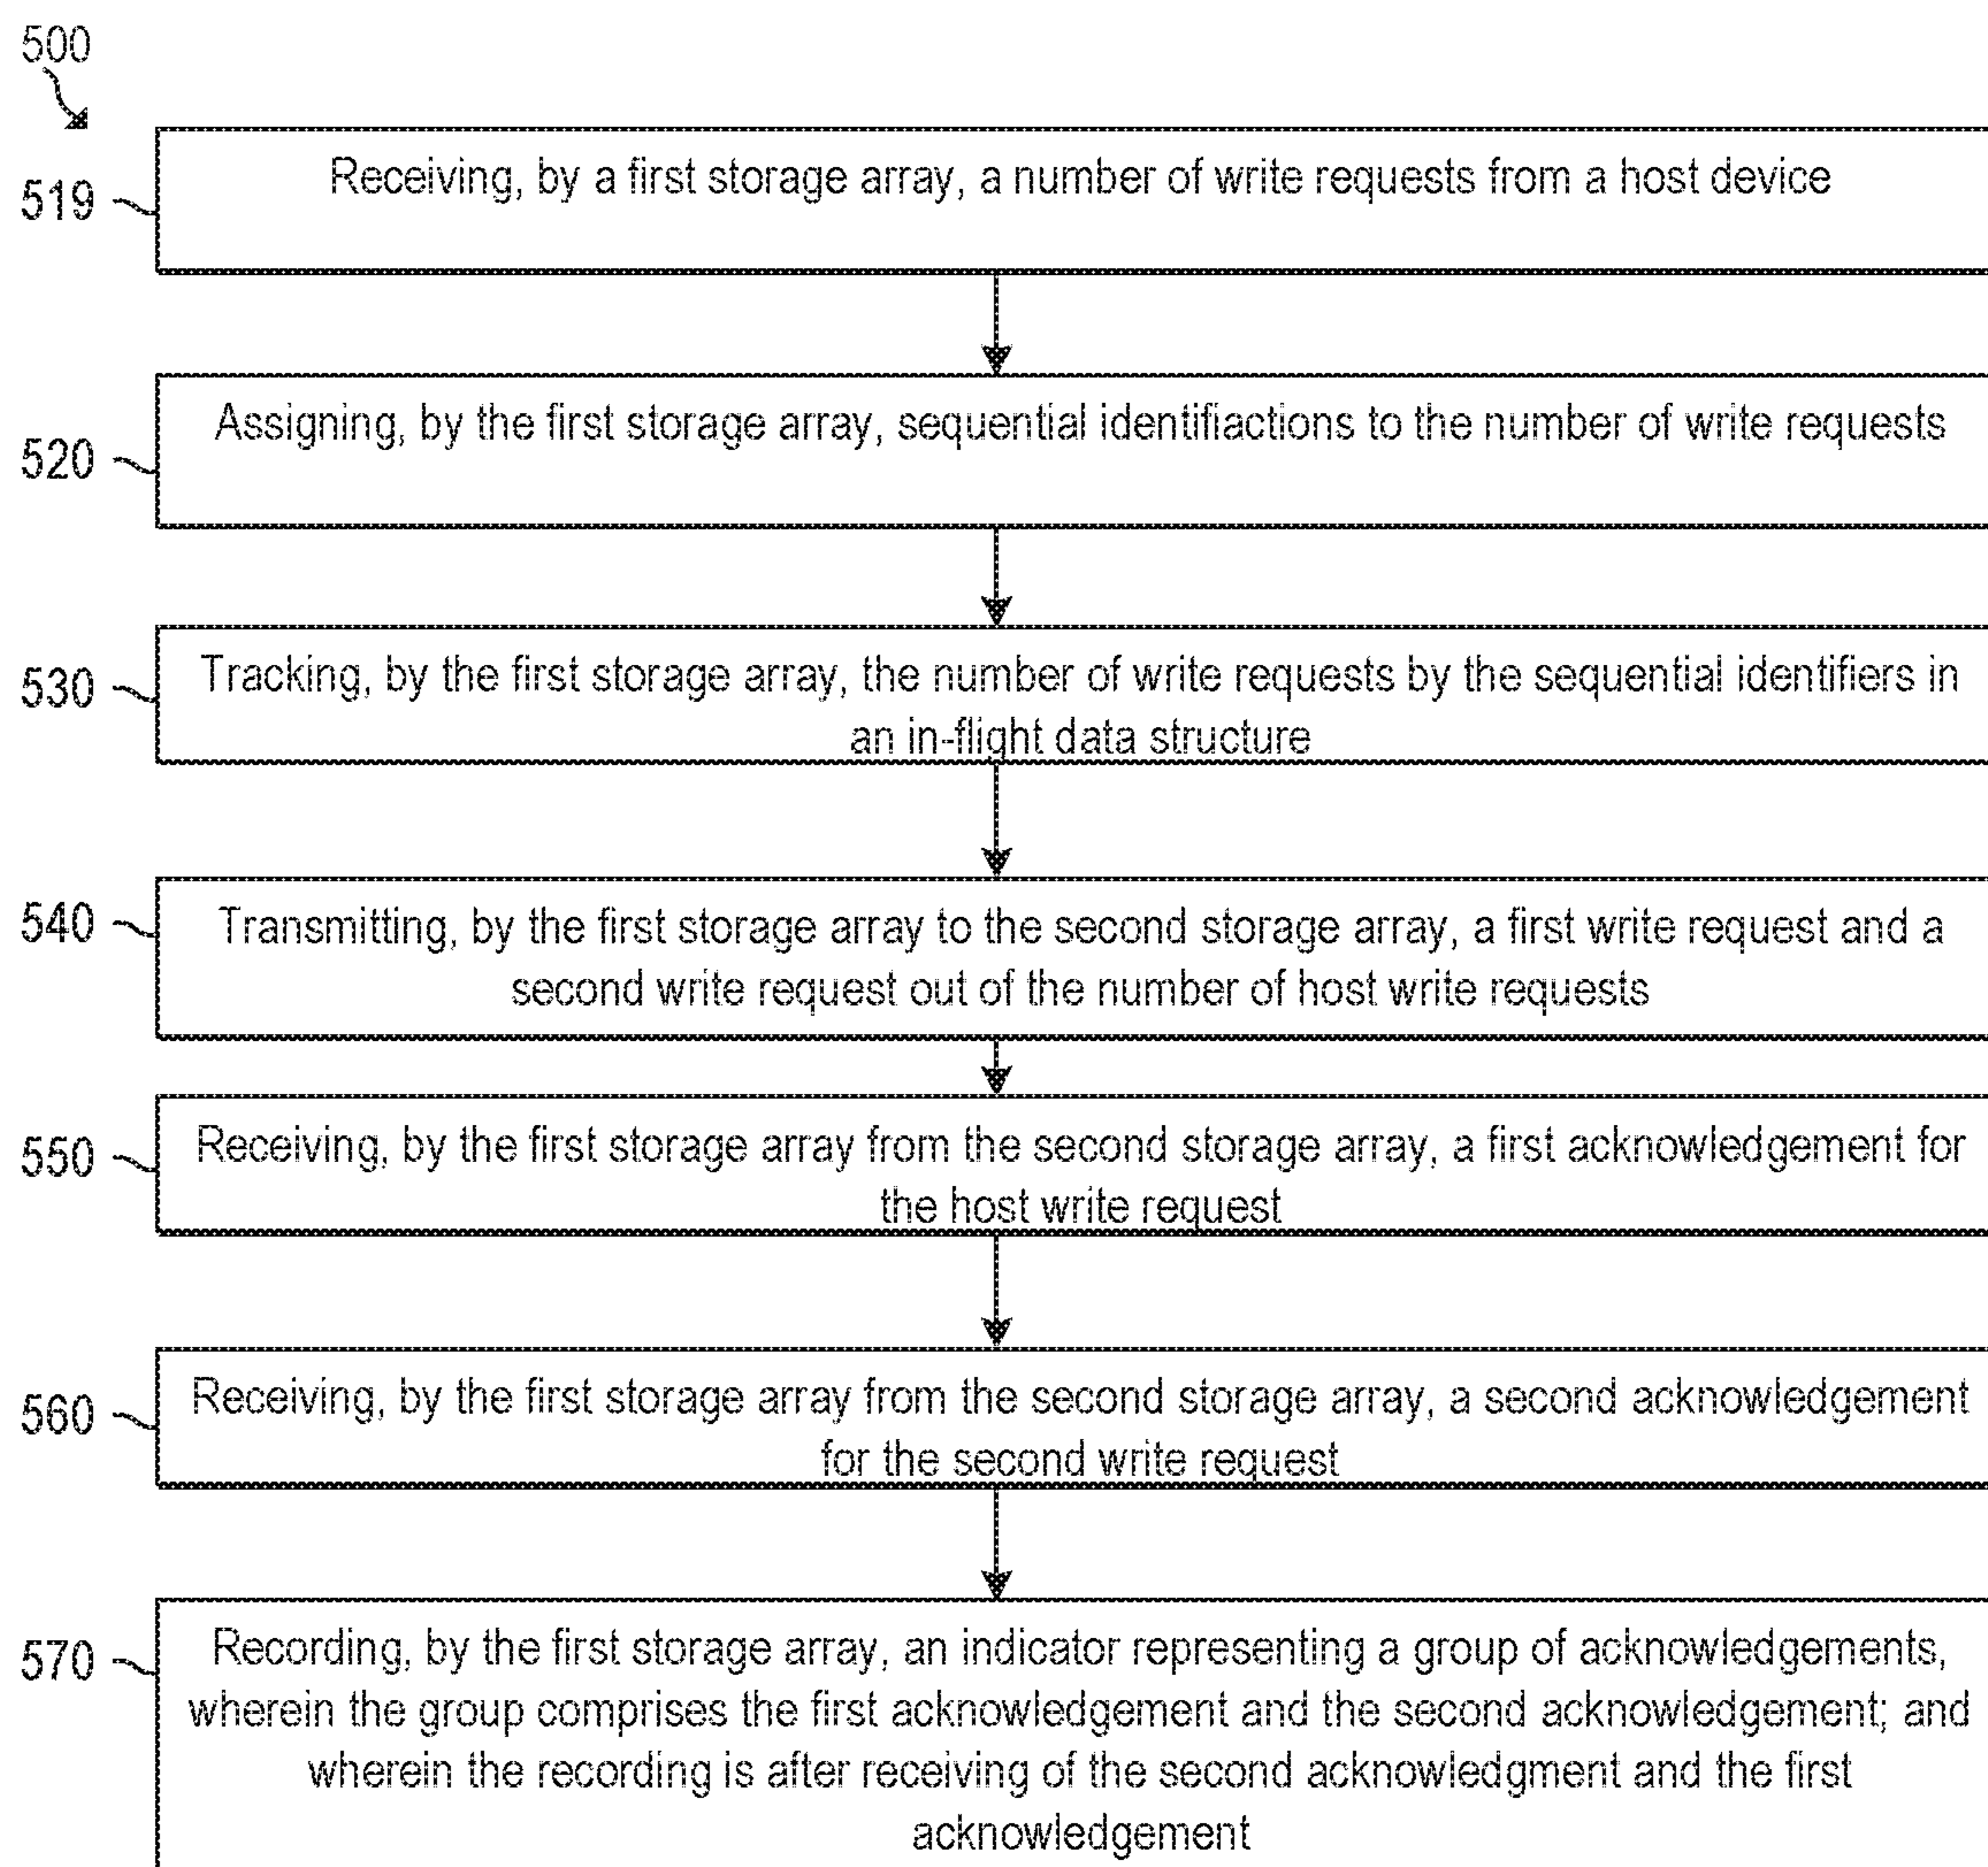 500
519
Receiving, by a first storage array, a number of write requests from a host device
520
Assigning, by the first storage array, sequential identifiactions to the number of write requests
530
Tracking, by the first storage array, the number of write requests by the sequential identifiers in
an in-flight data structure
540
Transmitting, by the first storage array to the second storage array, a first write request and a
second write request out of the number of host write requests
550
Receiving, by the first storage array from the second storage array, a first acknowledgement for
the host write request
560
Receiving, by the first storage array from the second storage array, a second acknowledgement
for the second write request
570
Recording, by the first storage array, an indicator representing a group of acknowledgements,
wherein the group comprises the first acknowledgement and the second acknowledgement; and
wherein the recording is after receiving of the second acknowledgment and the first
acknowledgement